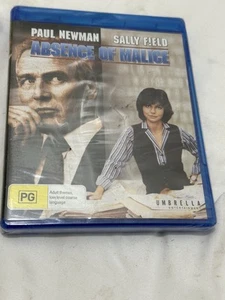 PAUL NEWMAN SALLY FIELD
ABSENCE OF MALICE
PG
UMBRELLA